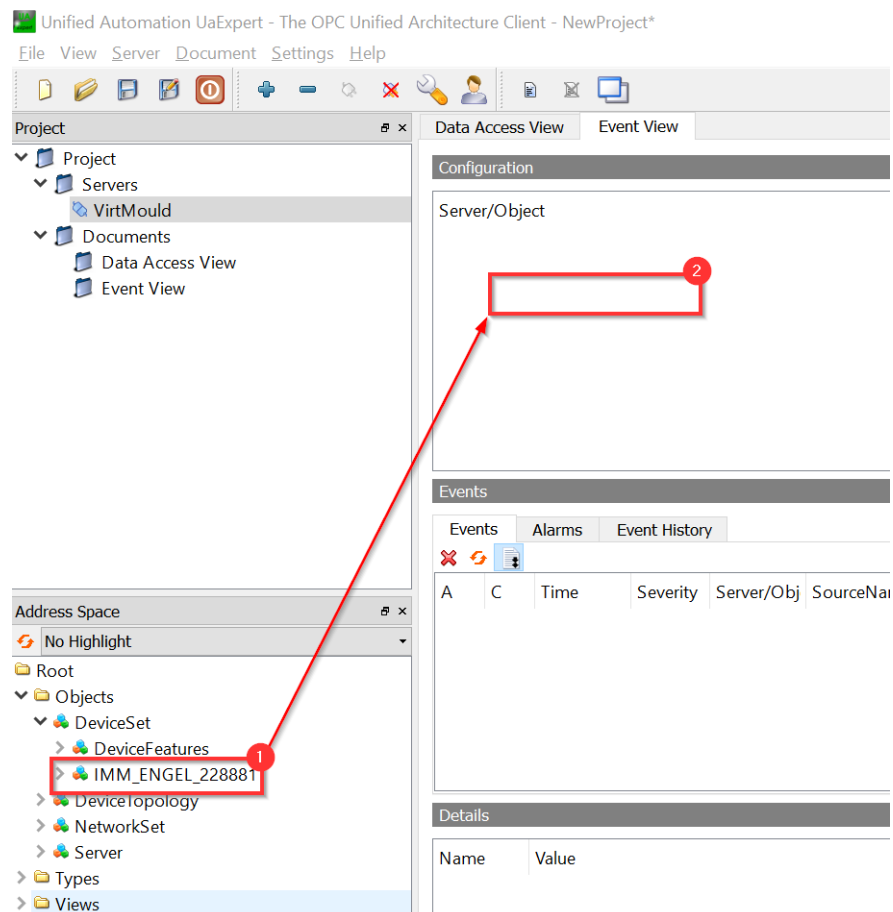 Unified Automation UaExpert - The OPC Unified Architecture Client - NewProject*
File View Server Document Settings Help
Project
Project
Servers
VirtMould
Documents
Data Access View
Event View
Address Space
No Highlight
Root
Objects
DeviceSet
DeviceFeatures
1
IMM_ENGEL_228881
DeviceTopology
NetworkSet
Server
Types
Views
Data Access View Event View
Configuration
Server/Object
2
Events
Events Alarms Event History
A C Time Severity Server/Obj SourceNar
Details
Name Value